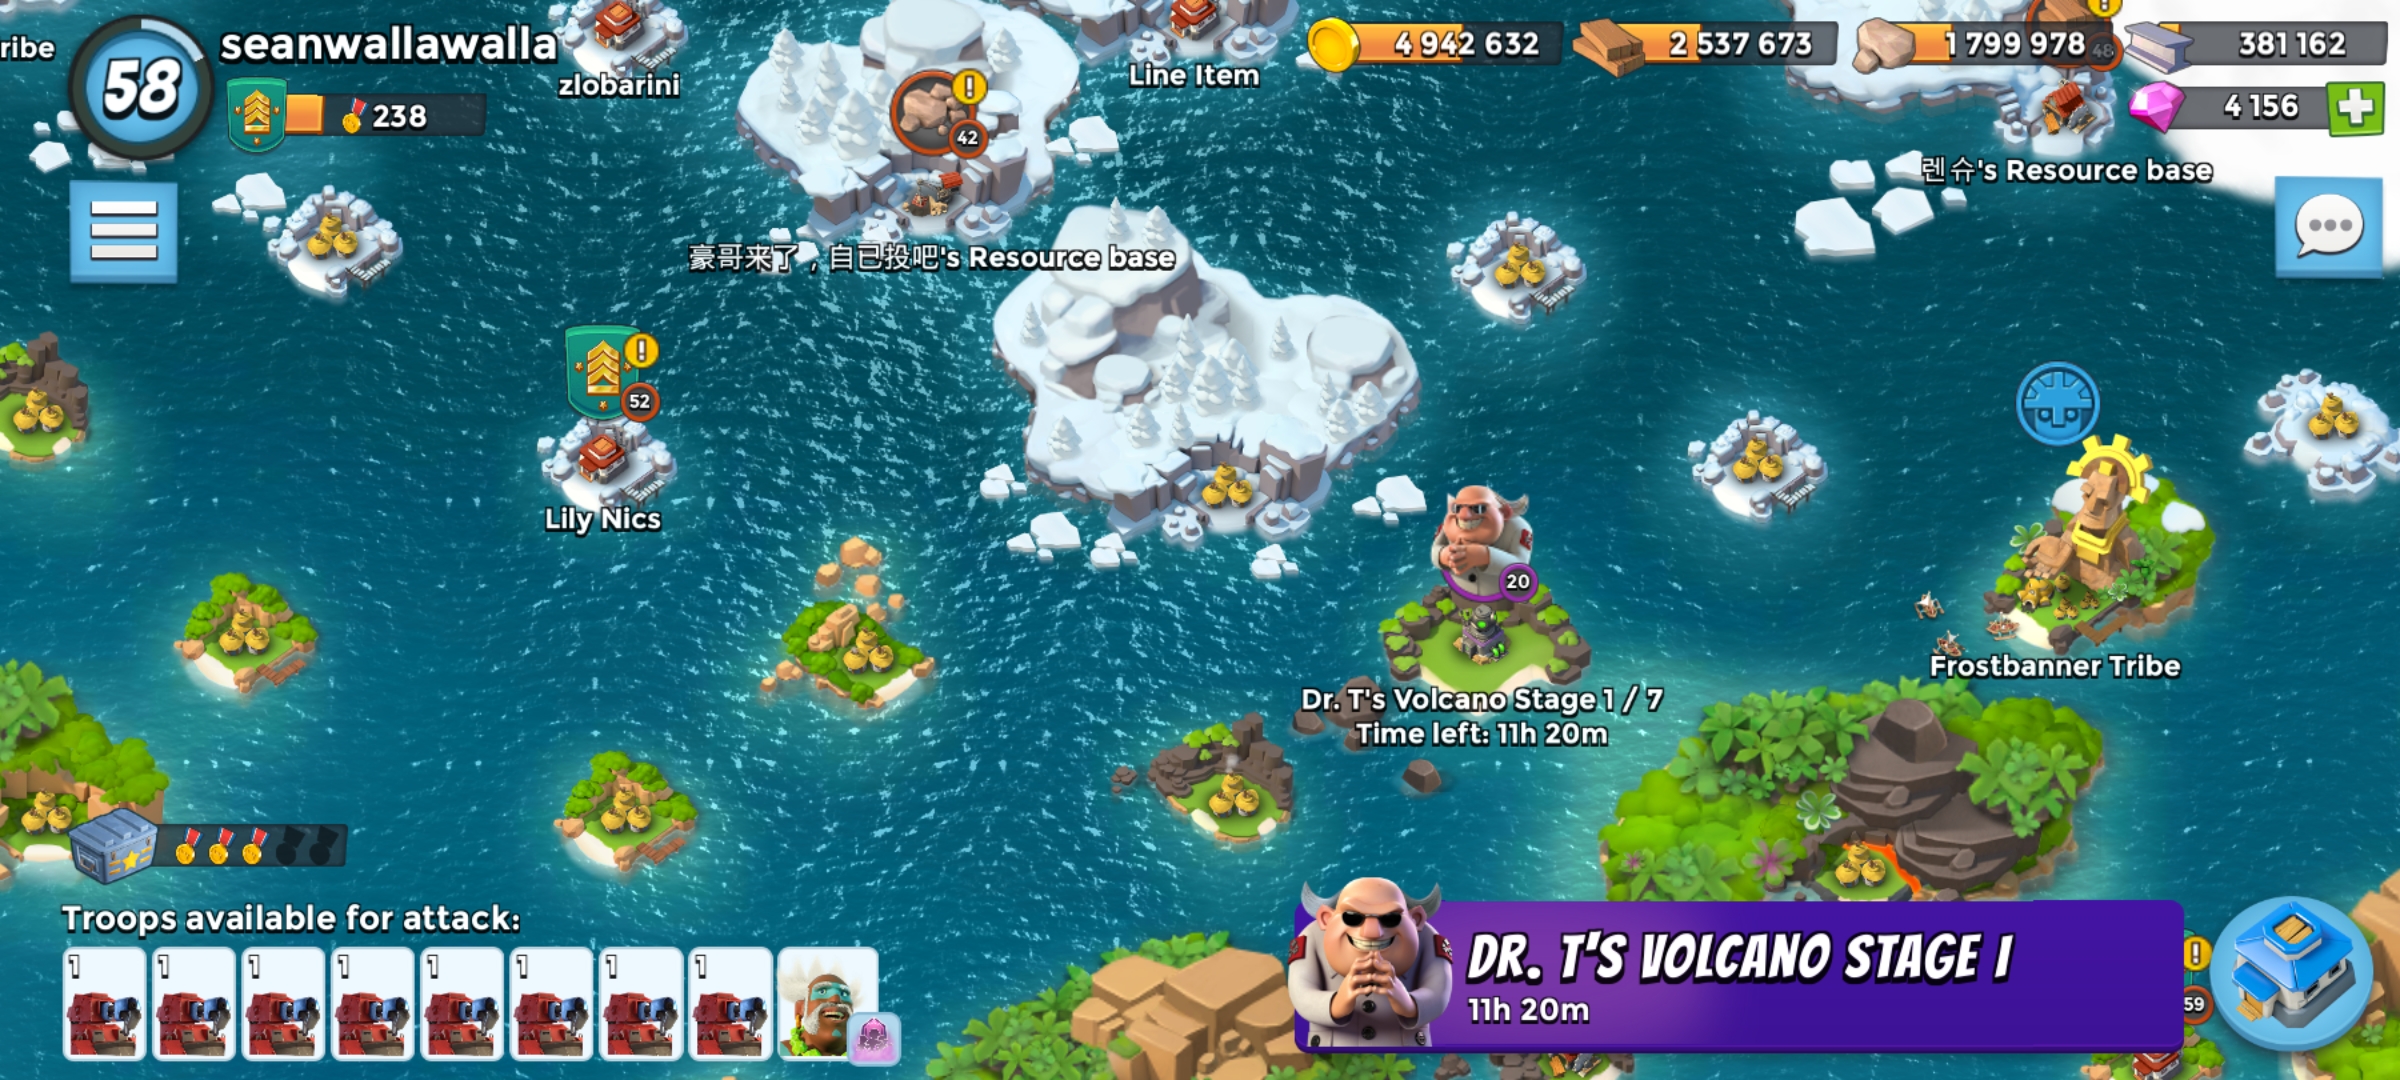 ribe
58
seanwallawalla
238
zlobarini
Line Item
4 942 632
2 537 673
1 799 978
48
381 162
4 156
42
렌슈's Resource base
豪哥来了，自已投吧's Resource base
52
Lily Nics
20
Dr. T's Volcano Stage 1 / 7
Time left: 11h 20m
Frostbanner Tribe
Troops available for attack:
1 1 1 1 1 1 1 1
DR. T'S VOLCANO STAGE 1
11h 20m
59